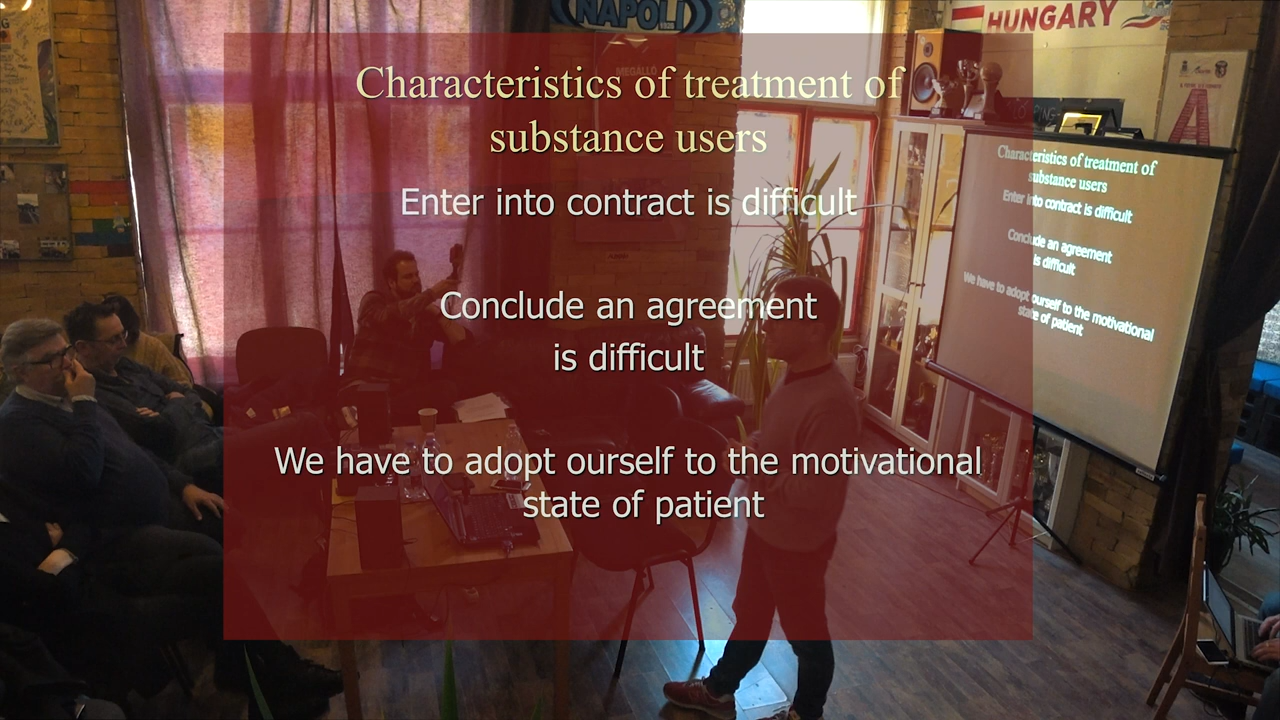 NAPOLI
HUNGARY
MEGÁLLÓ
Characteristics of treatment of
substance users
Enter into contract is difficult
Conclude an agreement
is difficult
We have to adopt ourself to the motivational
state of patient
Characteristics of treatment of
substance users
Enter into contract is difficult
Conclude an agreement
is difficult
We have to adopt ourself to the motivational
state of patient